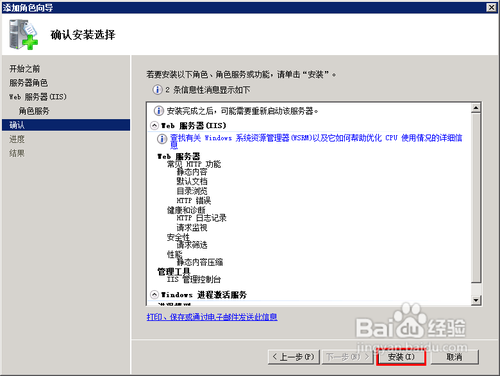 添加角色向导
确认安装选择
开始之前
服务器角色
Web 服务器(IIS)
角色服务
确认
进度
结果
若要安装以下角色、角色服务或功能，请单击“安装”。
2 条信息性消息显示如下
安装完成之后，可能需要重新启动该服务器。
Web 服务器(IIS)
查找有关 Windows 系统资源管理器(WSRM)以及它如何帮助优化 CPU 使用情况的详细信
息
Web 服务器
常见 HTTP 功能
静态内容
默认文档
目录浏览
HTTP 错误
健康和诊断
HTTP 日志记录
请求监视
安全性
请求筛选
性能
静态内容压缩
管理工具
IIS 管理控制台
Windows 进程激活服务
进程模型
打印、保存或通过电子邮件发送此信息
< 上一步(P)
下一步(N) >
安装(I)
取消
Baidu 经验
jingyan.baidu.com